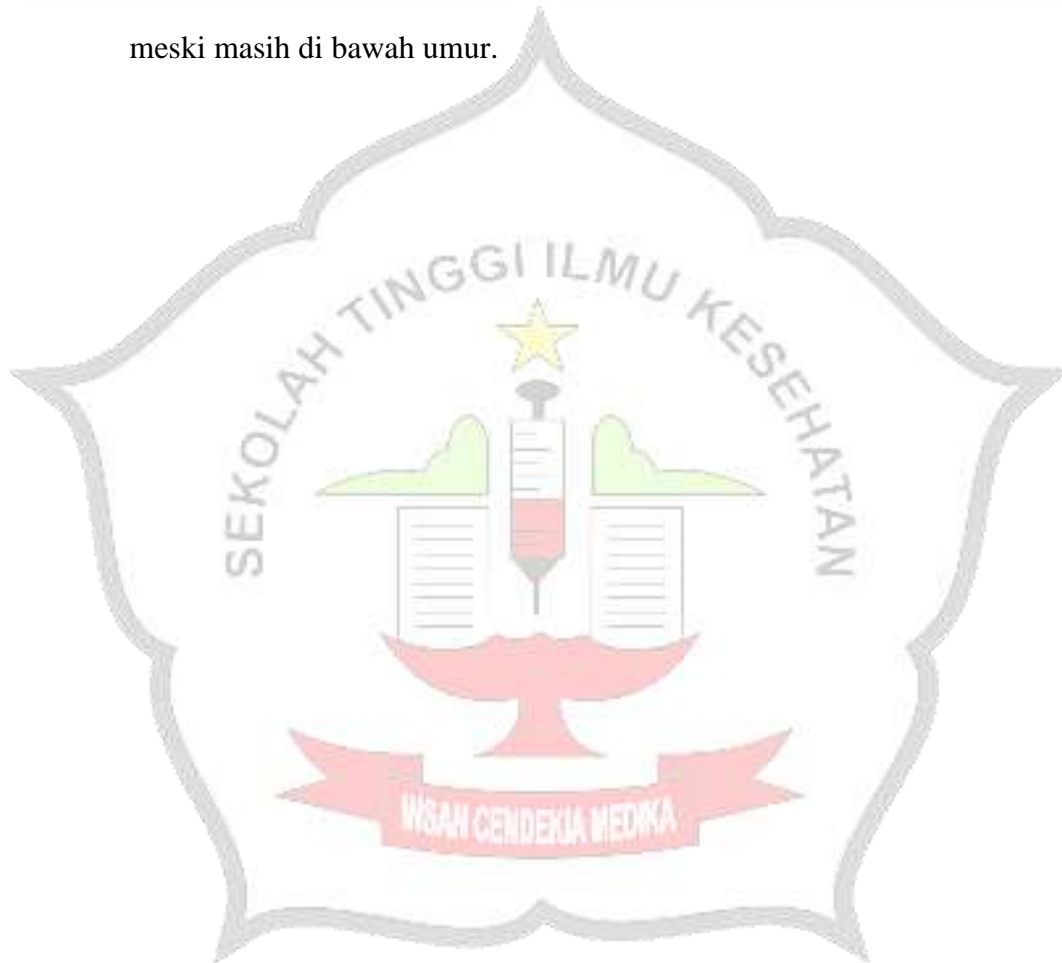 meski masih di bawah umur.
SEKOLAH TINGGI ILMU KESEHATAN
INSAN CENDEKIA MEDIKA